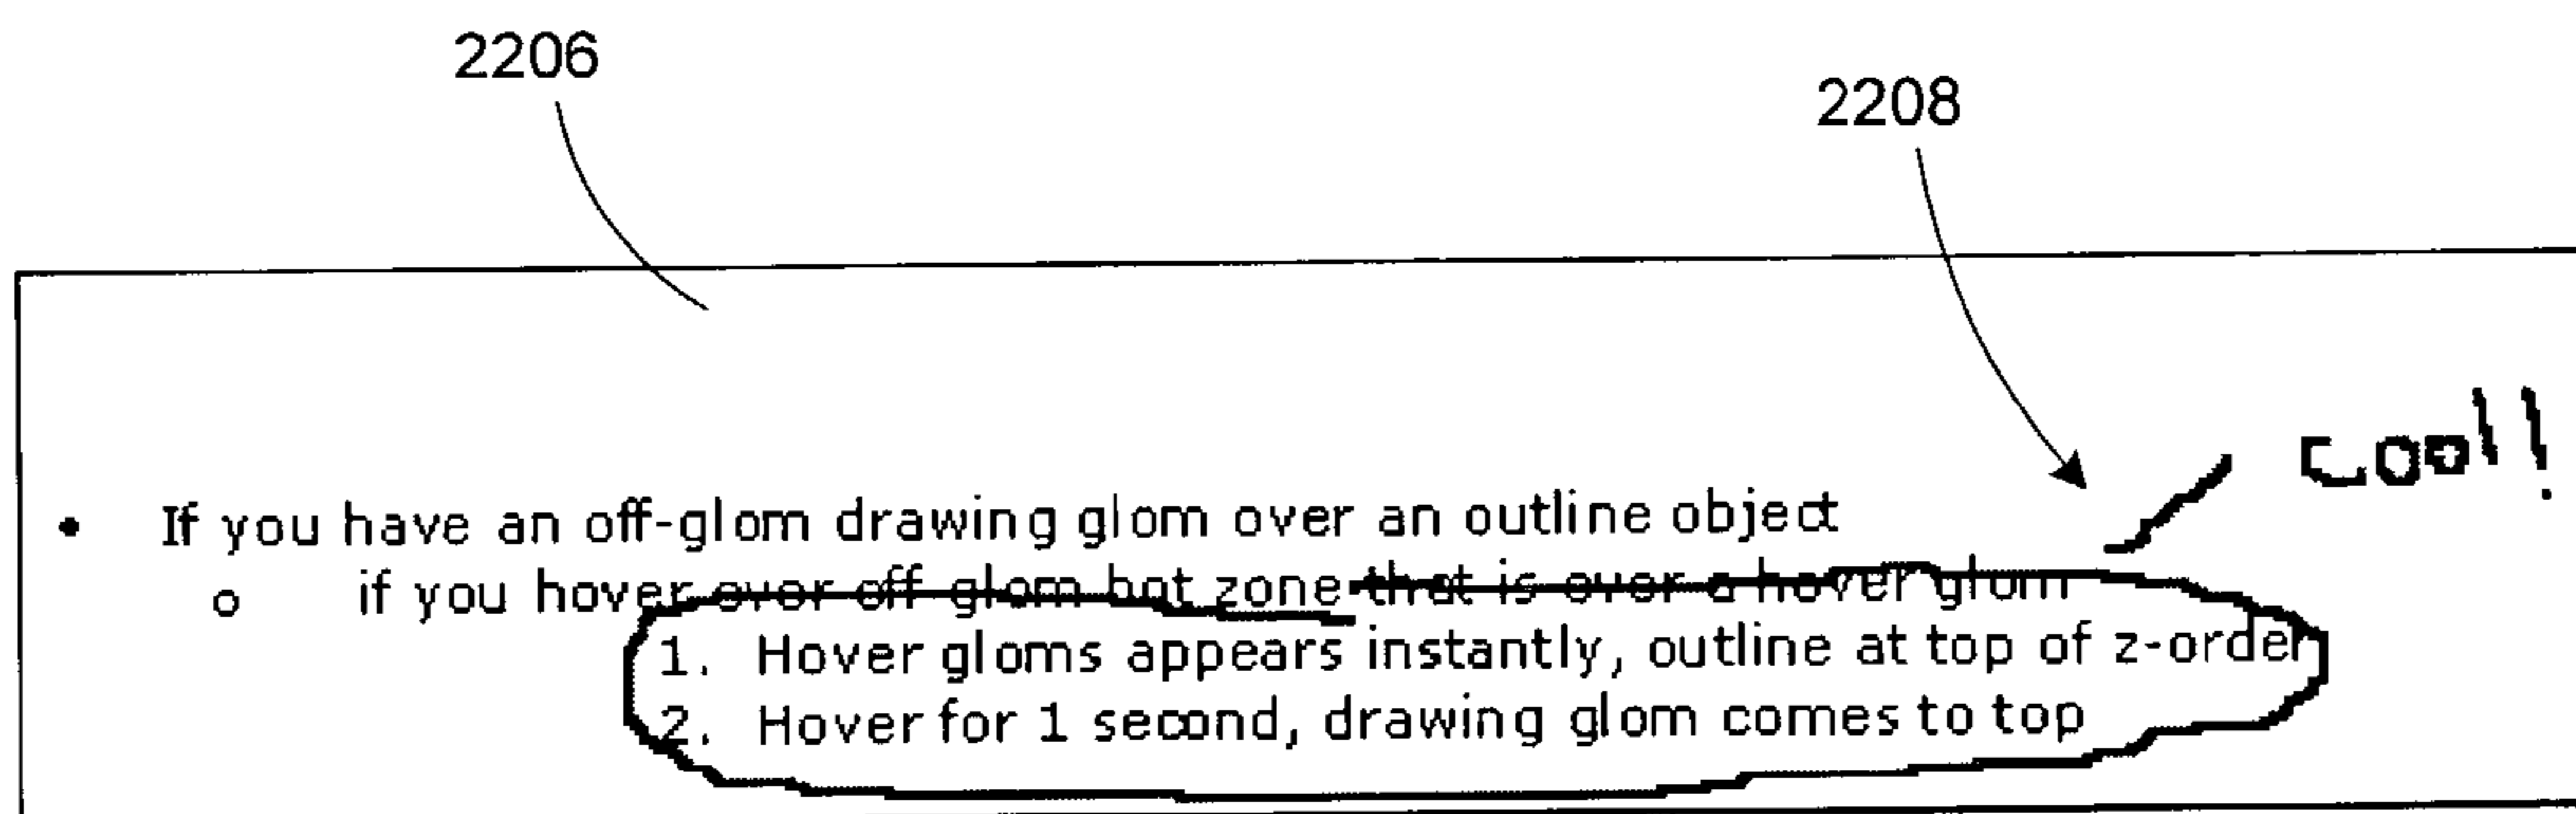 2206
2208
cool!
• If you have an off-glom drawing glom over an outline object
o if you hover over off-glom hot zone that is over a hover glom
1. Hover gloms appears instantly, outline at top of z-order
2. Hover for 1 second, drawing glom comes to top